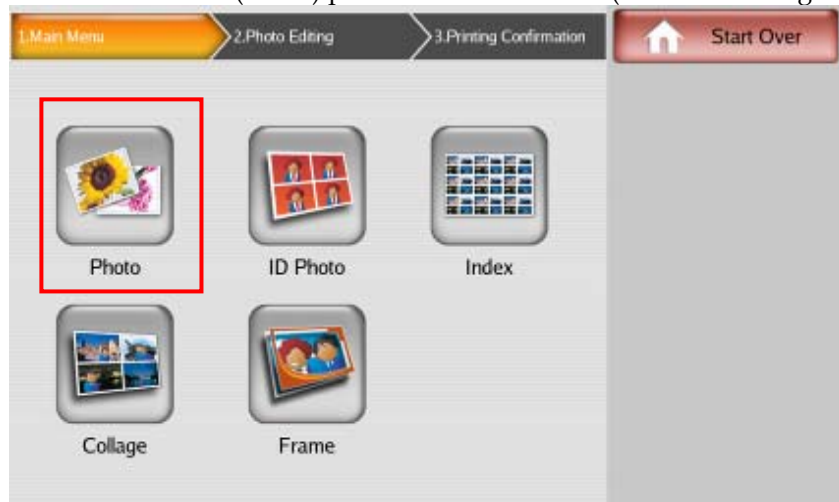 1.Main Menu
2.Photo Editing
3.Printing Confirmation
Start Over
Photo
ID Photo
Index
Collage
Frame